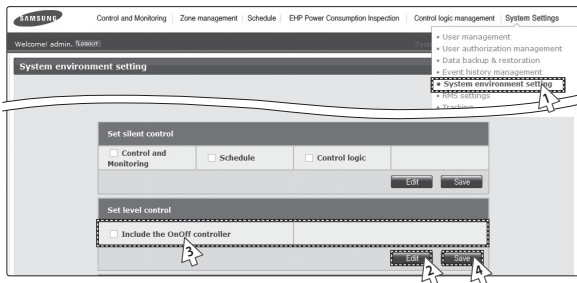 SAMSUNG
Control and Monitoring Zone management Schedule EHP Power Consumption Inspection Control logic management System Settings
Welcome! admin. LOGOUT
• User management
• User authorization management
• Data backup & restoration
• Event history management
• System environment setting
• RMS settings
• Tracking
System environment setting
1
Set silent control
Control and Monitoring Schedule Control logic
Edit Save
Set level control
Include the OnOff controller
3
Edit Save
2 4